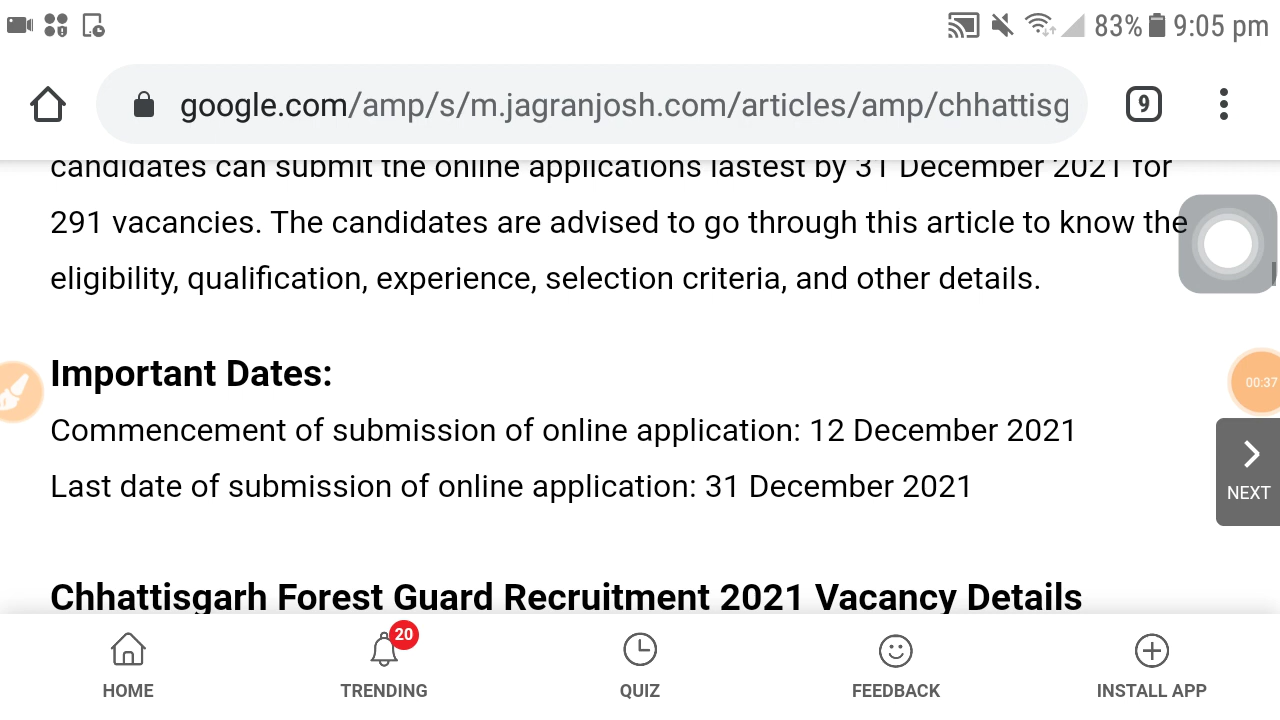 83% 9:05 pm
google.com/amp/s/m.jagranjosh.com/articles/amp/chhattisg
9
candidates can submit the online applications lastest by 31 December 2021 for
291 vacancies. The candidates are advised to go through this article to know the
eligibility, qualification, experience, selection criteria, and other details.
Important Dates:
00:37
Commencement of submission of online application: 12 December 2021
Last date of submission of online application: 31 December 2021
NEXT
Chhattisgarh Forest Guard Recruitment 2021 Vacancy Details
20
HOME TRENDING QUIZ FEEDBACK INSTALL APP